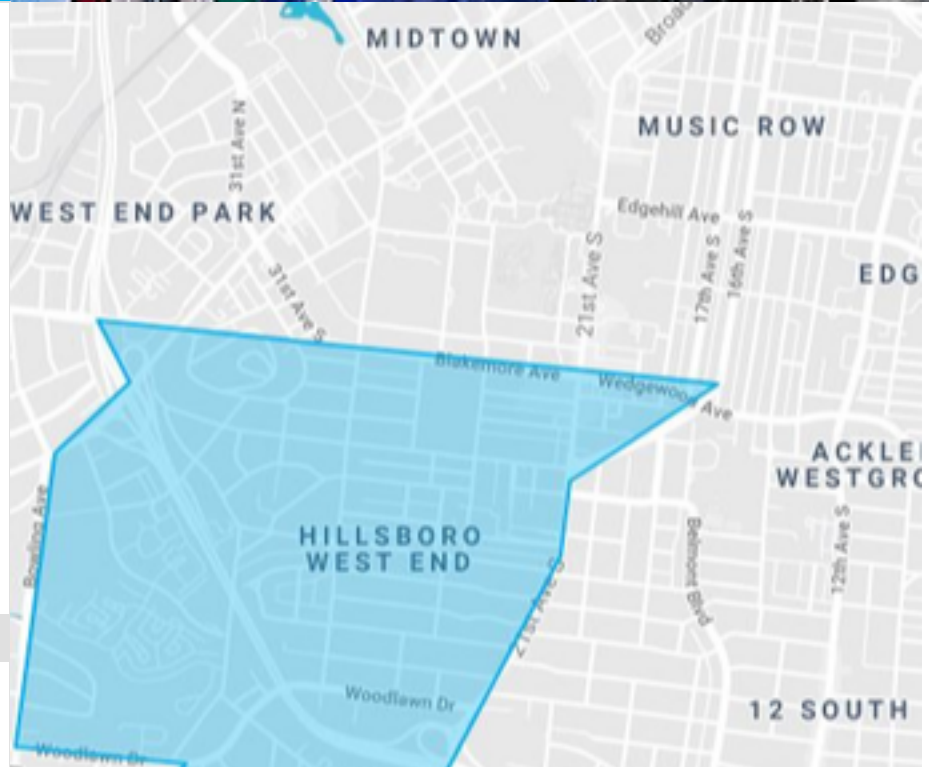 Broad
MIDTOWN
MUSIC ROW
31st Ave N
WEST END PARK
Edgehill Ave
31st Ave S
21st Ave S
17th Ave S
16th Ave S
EDG
Blakemore Ave
Wedgewood Ave
ACKLE
WESTGRO
Bowling Ave
HILLSBORO
WEST END
Belmont Blvd
12th Ave S
21st Ave S
Woodlawn Dr
12 SOUTH
Woodlawn Dr